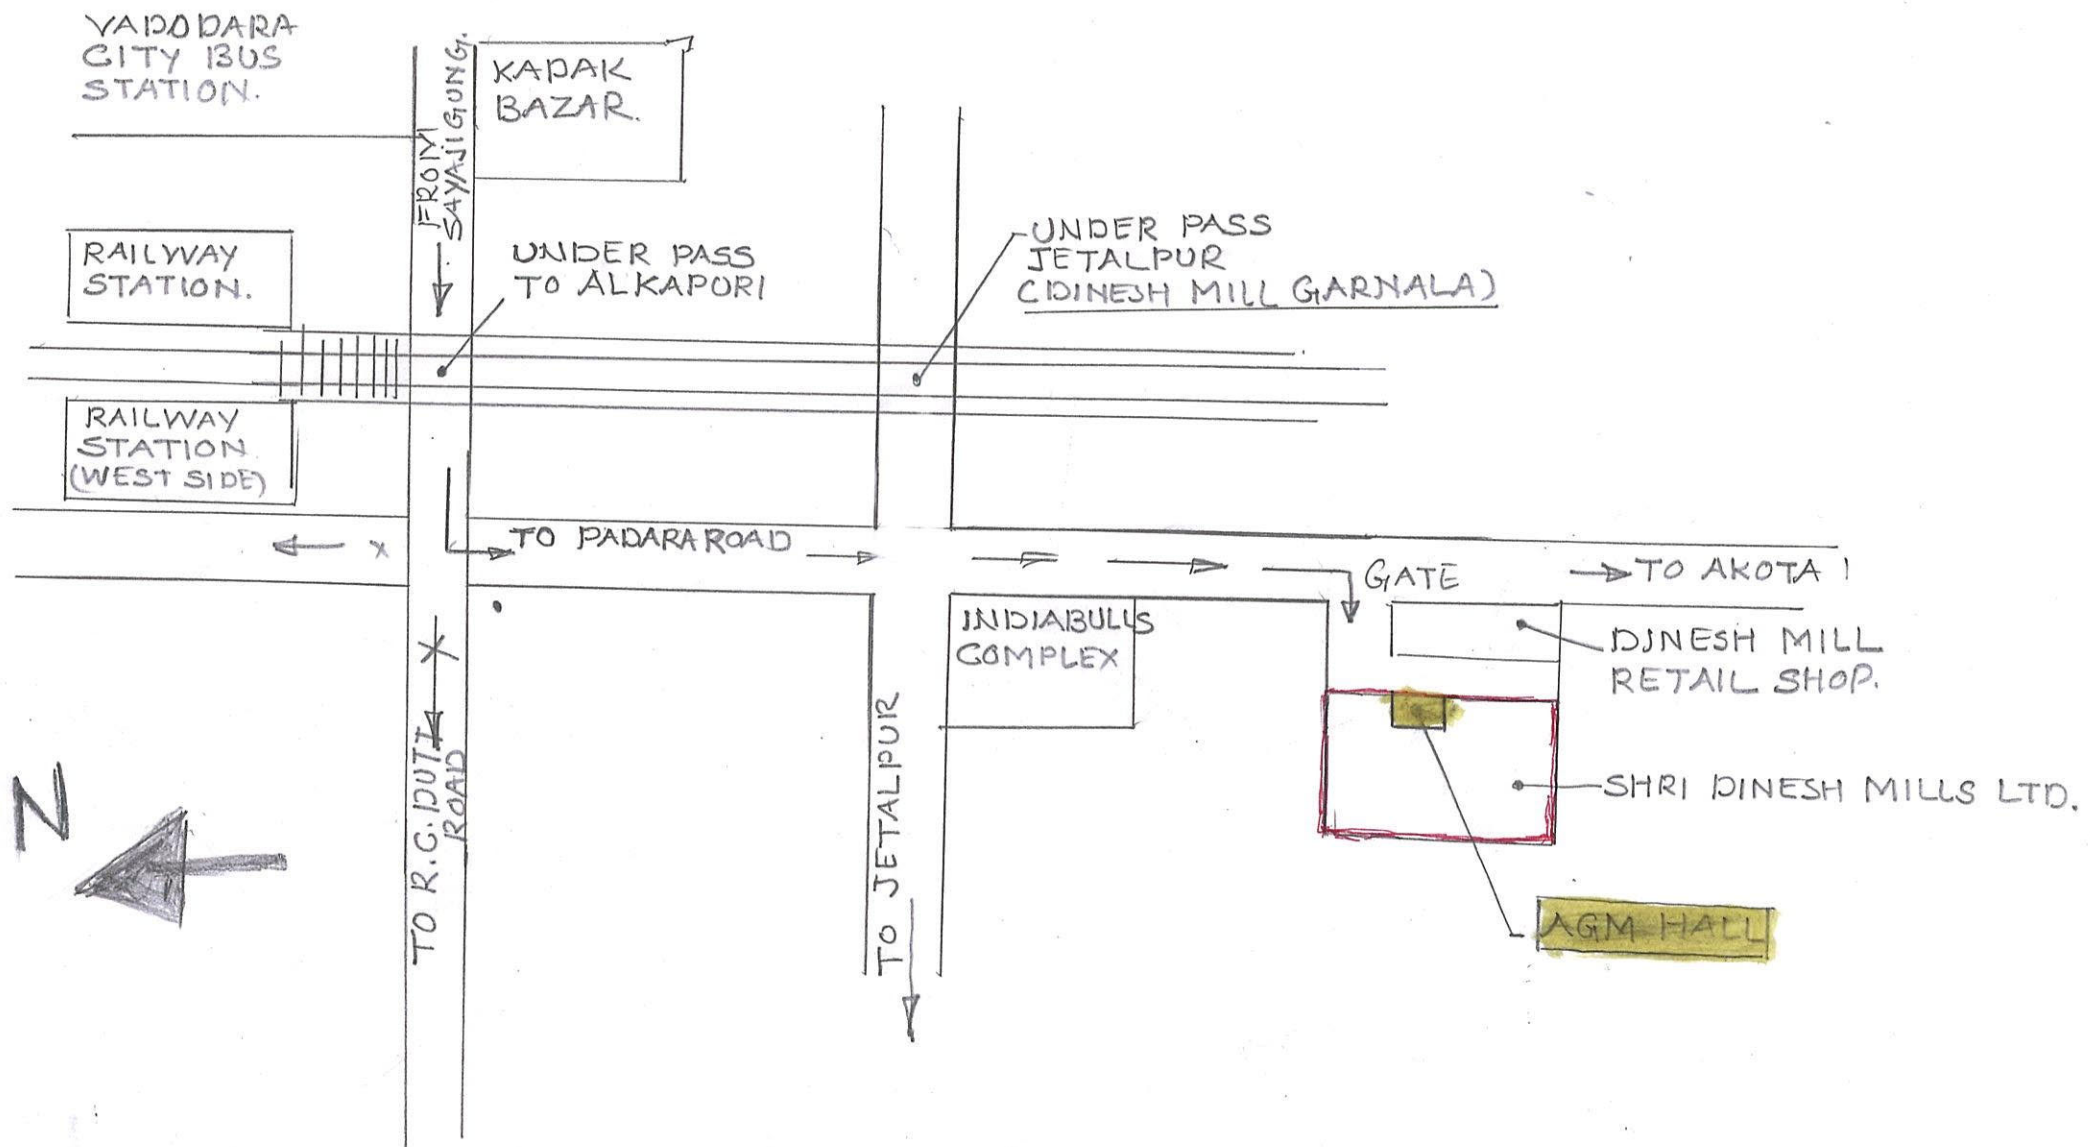 VADODARA
CITY BUS
STATION.
FROM
SAYAJIGUNG.
KADAK
BAZAR.
RAILWAY
STATION.
UNDER PASS
TO ALKAPURI
UNDER PASS
JETALPUR
(DINESH MILL GARNALA)
RAILWAY
STATION
(WEST SIDE)
X
TO PADARA ROAD
GATE
TO AKOTA
INDIABULLS
COMPLEX
DINESH MILL
RETAIL SHOP.
X
TO R.C. DUTT
ROAD
TO JETALPUR
SHRI DINESH MILLS LTD.
N
AGM HALL